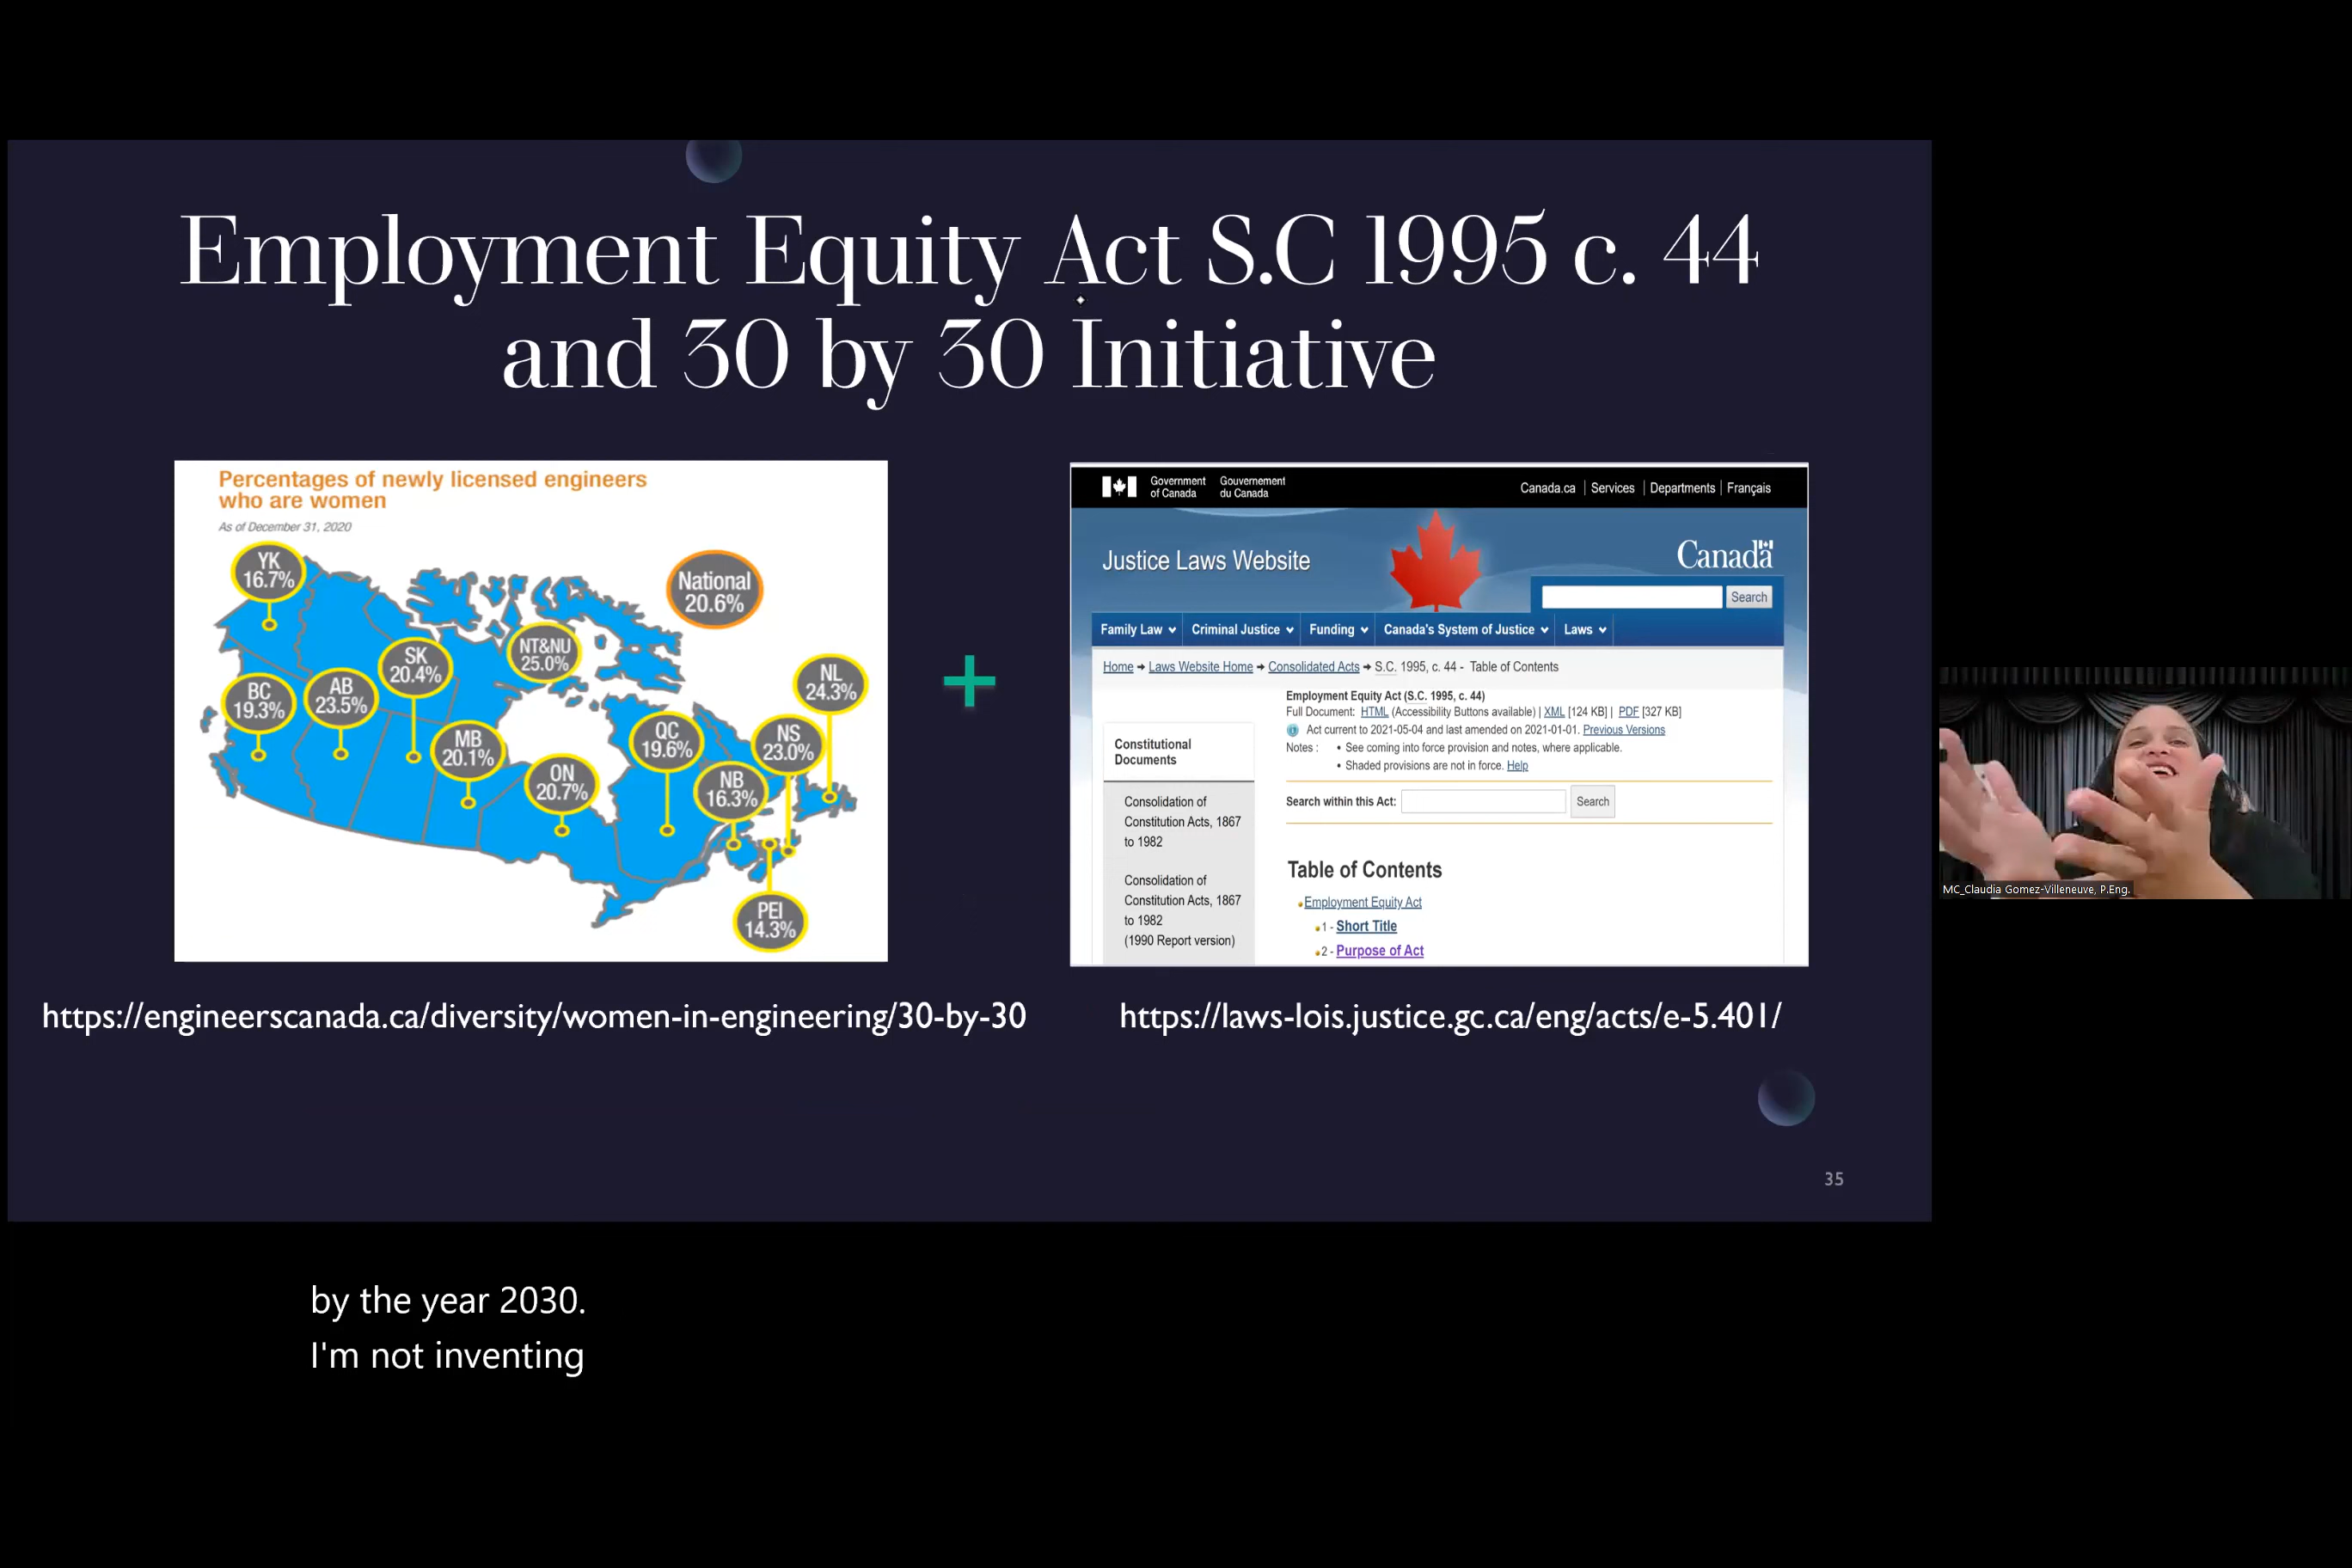 Employment Equity Act S.C 1995 c. 44
and 30 by 30 Initiative
Percentages of newly licensed engineers
who are women
As of December 31, 2020
YK
16.7%
National
20.6%
NT&NU
25.0%
SK
20.4%
NL
24.3%
BC
19.3%
AB
23.5%
MB
20.1%
QC
19.6%
NS
23.0%
ON
20.7%
NB
16.3%
PEI
14.3%
+
Government
of Canada
Gouvernement
du Canada
Canada.ca | Services | Departments | Français
Justice Laws Website
Canada
Search
Family Law
Criminal Justice
Funding
Canada's System of Justice
Laws
Home ➔ Laws Website Home ➔ Consolidated Acts ➔ S.C. 1995, c. 44 - Table of Contents
Employment Equity Act (S.C. 1995, c. 44)
Full Document: HTML (Accessibility Buttons available) | XML [124 KB] | PDF [327 KB]
Act current to 2021-05-04 and last amended on 2021-01-01. Previous Versions
Notes : • See coming into force provision and notes, where applicable.
• Shaded provisions are not in force. Help
Search within this Act:
Search
Constitutional
Documents
Consolidation of
Constitution Acts, 1867
to 1982
Consolidation of
Constitution Acts, 1867
to 1982
(1990 Report version)
Table of Contents
Employment Equity Act
1 - Short Title
2 - Purpose of Act
https://engineerscanada.ca/diversity/women-in-engineering/30-by-30
https://laws-lois.justice.gc.ca/eng/acts/e-5.401/
35
MC_Claudia Gomez-Villeneuve, P.Eng.
by the year 2030.
I'm not inventing